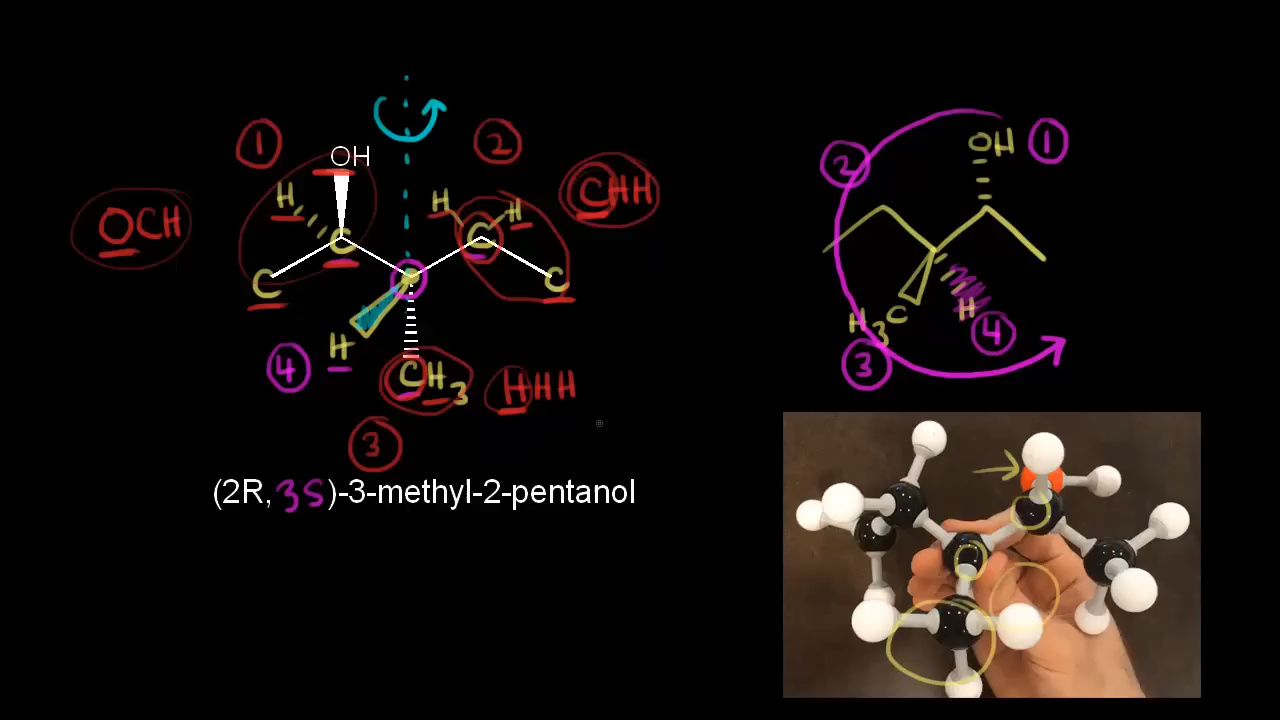 1
OH
2
H
H
H
CHH
OCH
C
C
C
H
4
CH3
HHH
3
(2R, 3S)-3-methyl-2-pentanol
OH
1
2
H3C
H
4
3